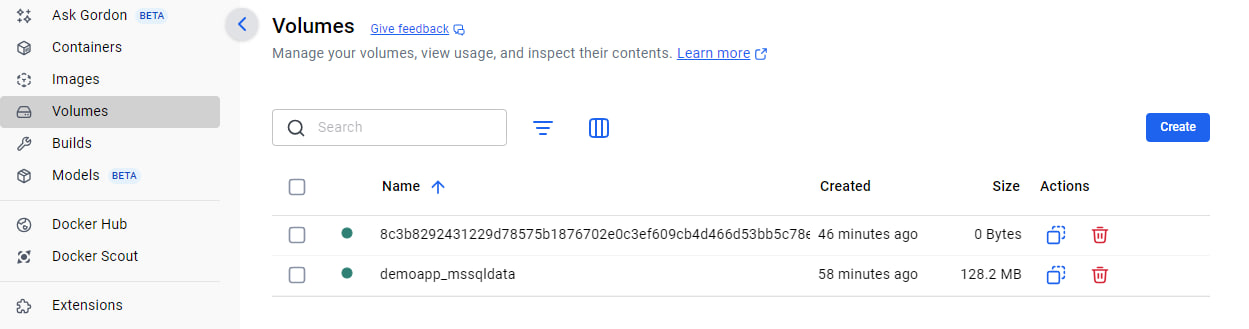 Ask Gordon BETA
Containers
Images
Volumes
Builds
Models BETA
Docker Hub
Docker Scout
Extensions
Volumes Give feedback
Manage your volumes, view usage, and inspect their contents. Learn more
Search
Create
Name Created Size Actions
8c3b8292431229d78575b1876702e0c3ef609cb4d466d53bb5c78e 46 minutes ago 0 Bytes
demoapp_mssqldata 58 minutes ago 128.2 MB